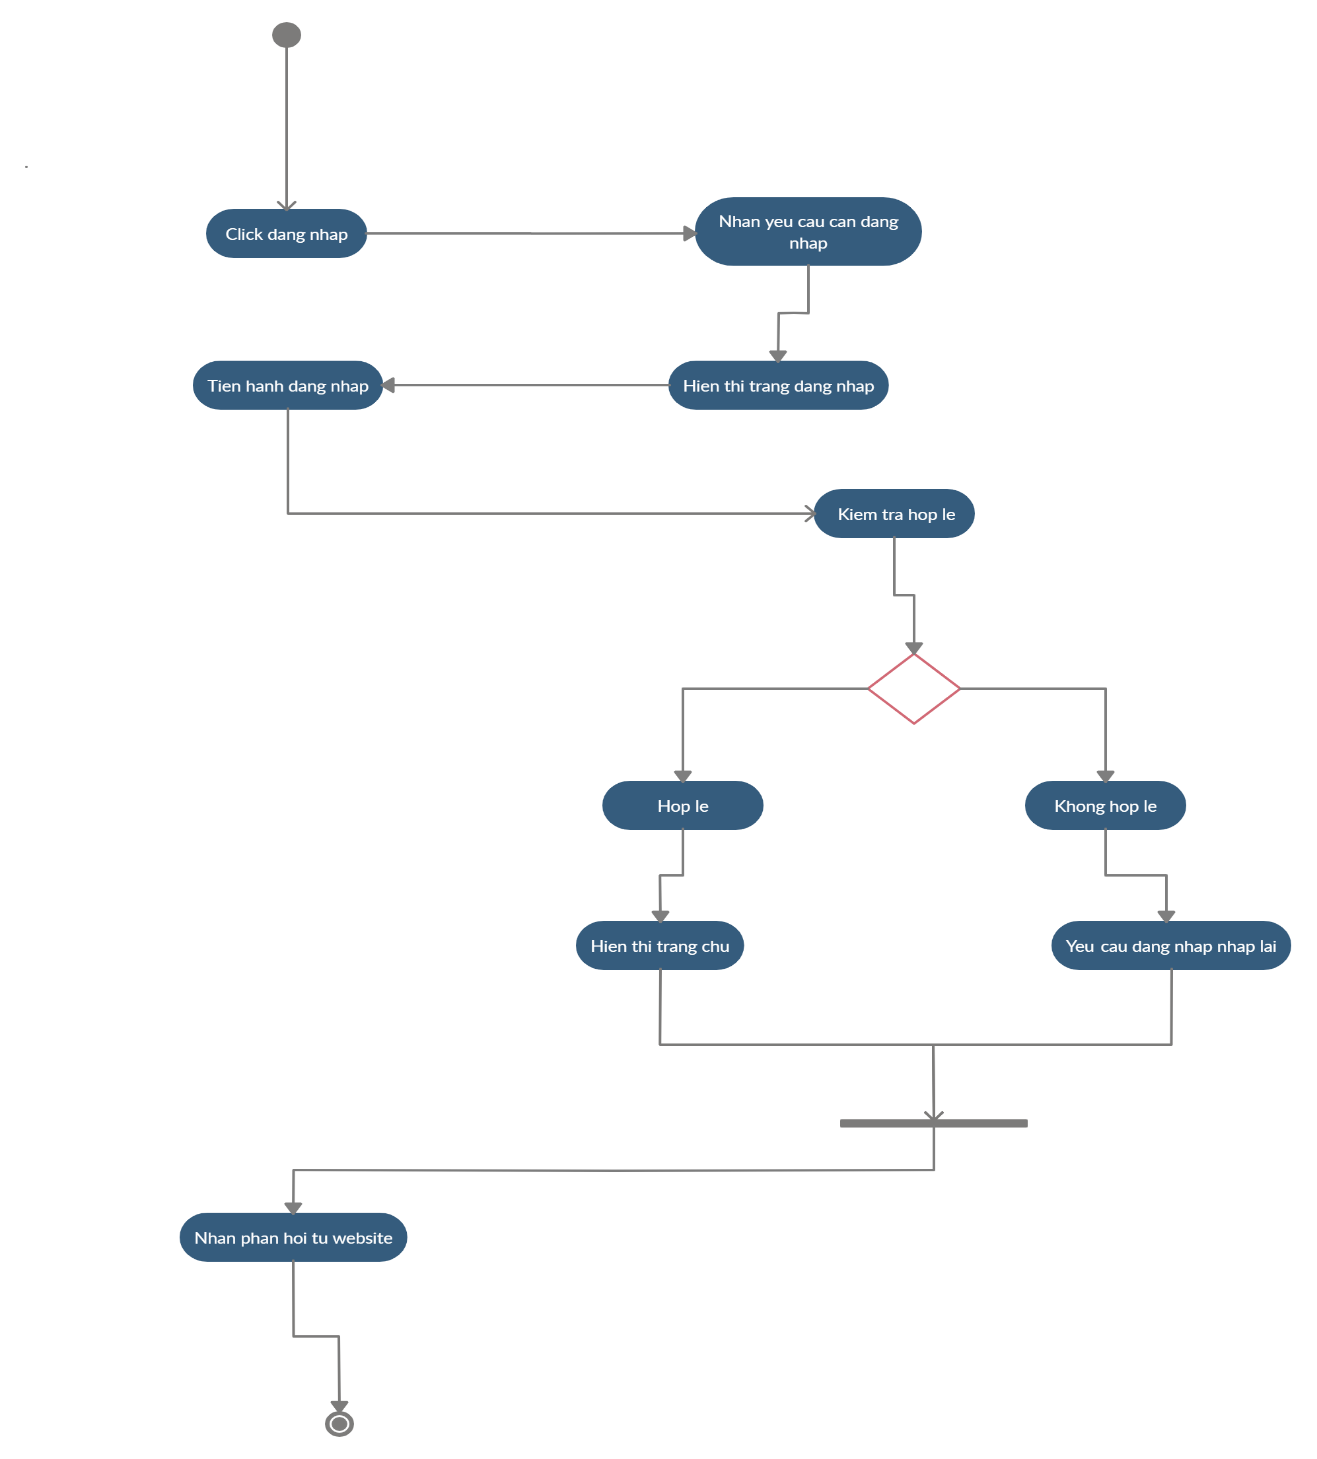 Click dang nhap
Nhan yeu cau can dang
nhap
Tien hanh dang nhap
Hien thi trang dang nhap
Kiem tra hop le
Hop le
Khong hop le
Hien thi trang chu
Yeu cau dang nhap nhap lai
Nhan phan hoi tu website